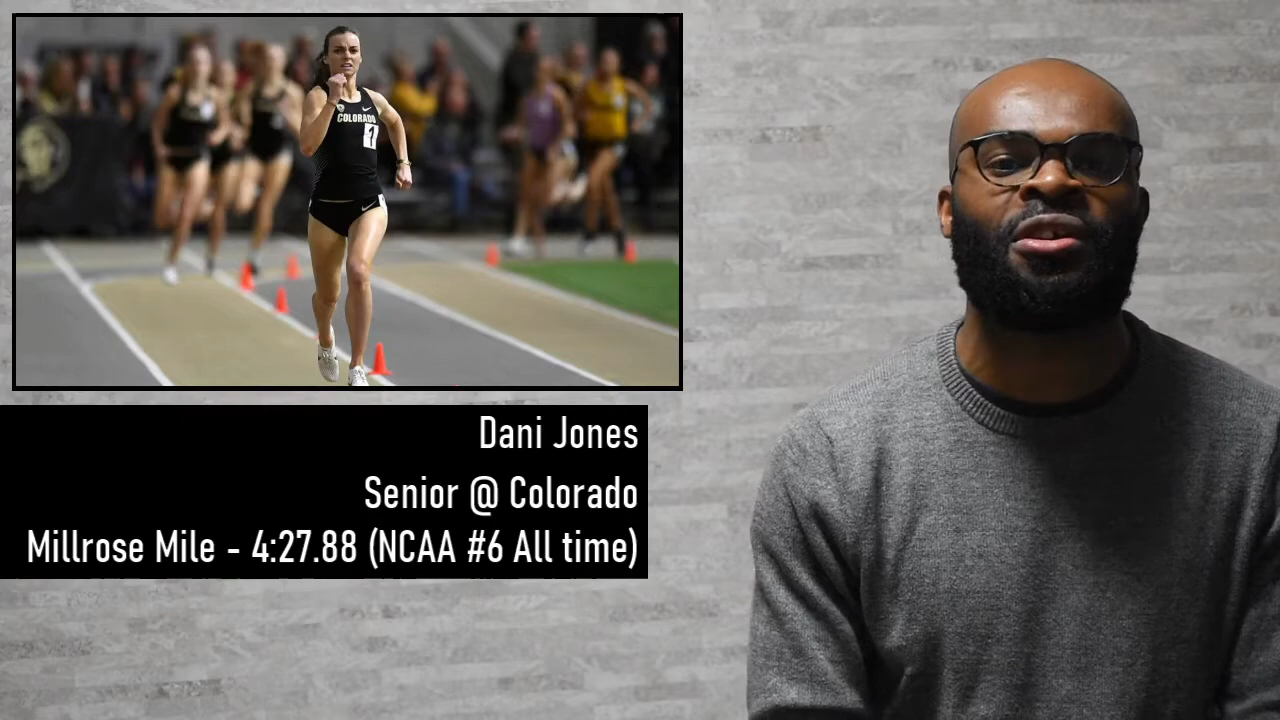 COLORADO
1
Dani Jones
Senior @ Colorado
Millrose Mile - 4:27.88 (NCAA #6 All time)